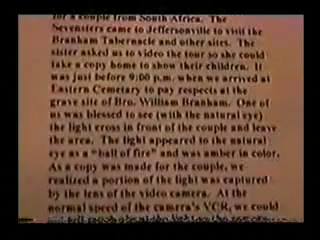 for a couple from South Africa. The
Sevensters came to Jeffersonville to visit the
Branham Tabernacle and other sites. The
sister asked us to video the tour so she could
take a copy home to show their children. It
was just before 9:00 p.m. when we arrived at
Eastern Cemetary to pay respects at the
grave site of Bro. William Branham. One of
us was blessed to see (with the natural eye)
the light cross in front of the couple and leave
the area. The light appeared to the natural
eye as a "ball of fire" and was amber in color.
As a copy was made for the couple, we
realized a portion of the light was captured
by the lens of the video camera. At the
normal speed of the camera's VCR, we could